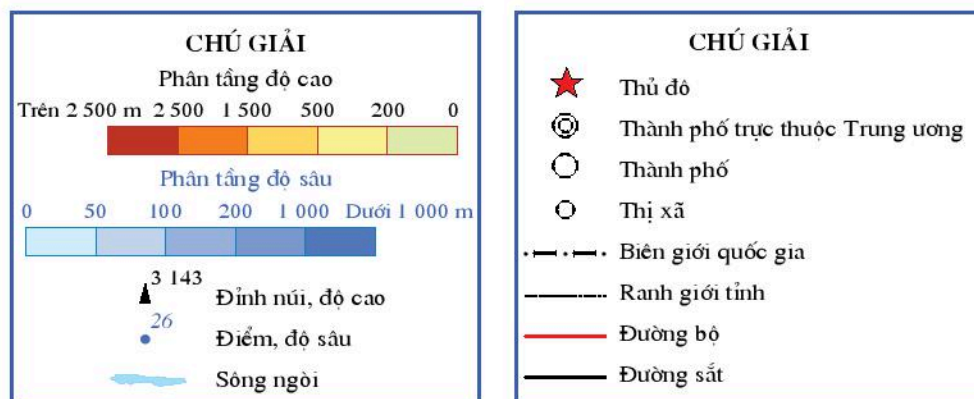 CHÚ GIẢI
Phân tầng độ cao
Trên 2 500 m 2 500 1 500 500 200 0
Phân tầng độ sâu
0 50 100 200 1 000 Dưới 1 000 m
3 143
Đỉnh núi, độ cao
26
Điểm, độ sâu
Sông ngòi
CHÚ GIẢI
Thủ đô
Thành phố trực thuộc Trung ương
Thành phố
Thị xã
Biên giới quốc gia
Ranh giới tỉnh
Đường bộ
Đường sắt